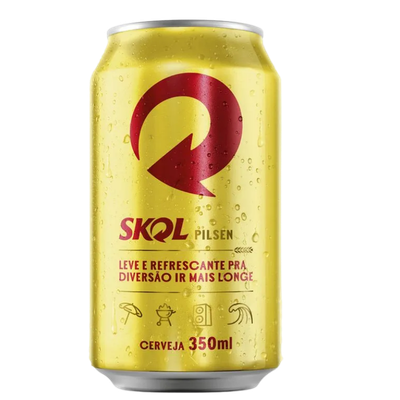 SKOL PILSEN
LEVE E REFRESCANTE PRA
DIVERSÃO IR MAIS LONGE
CERVEJA 350ml